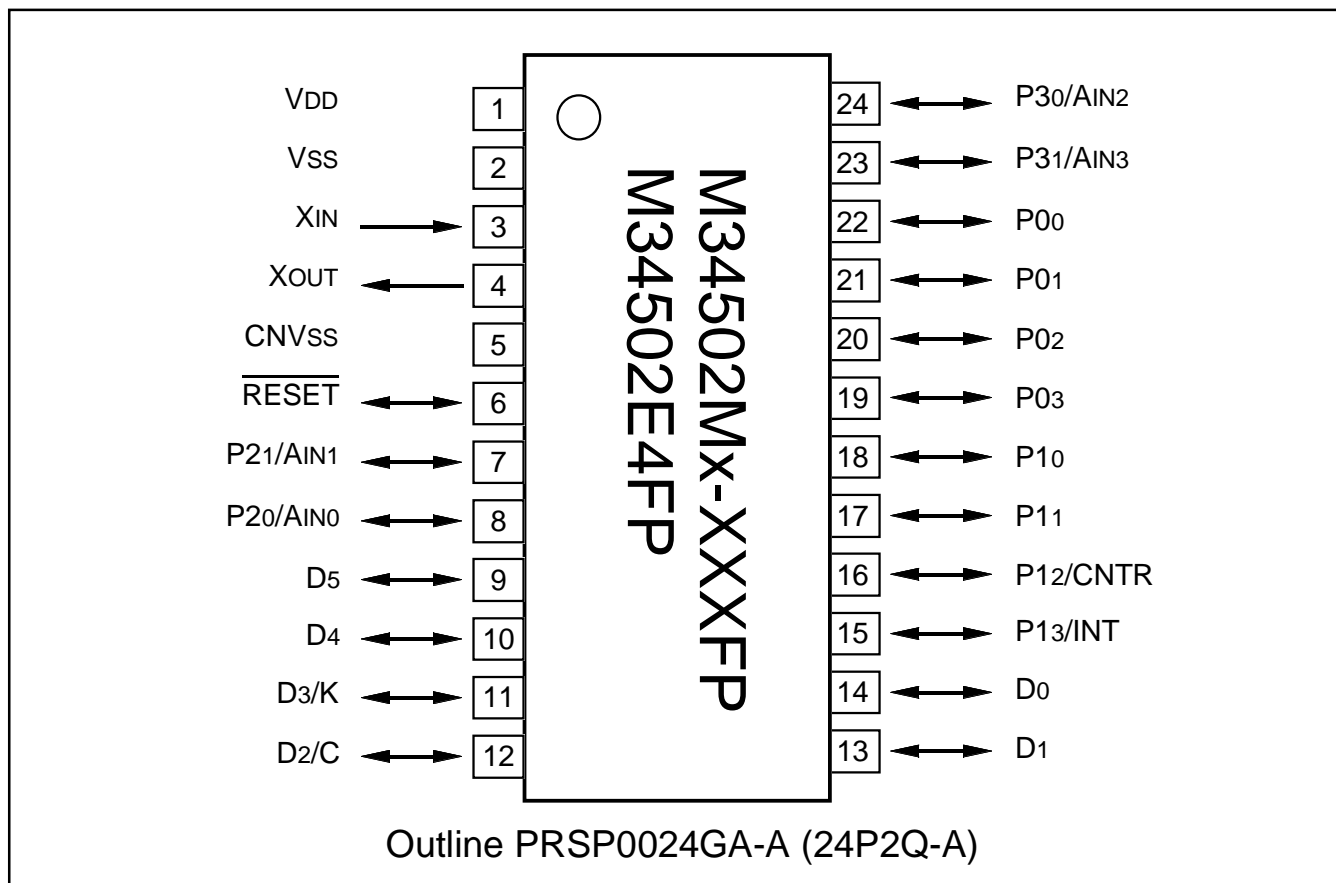 VDD 1 24 P30/AIN2
VSS 2 23 P31/AIN3
XIN 3 22 P00
XOUT 4 21 P01
CNVSS 5 20 P02
RESET 6 19 P03
P21/AIN1 7 18 P10
P20/AIN0 8 17 P11
D5 9 16 P12/CNTR
D4 10 15 P13/INT
D3/K 11 14 D0
D2/C 12 13 D1
M34502Mx-XXXFP
M34502E4FP
Outline PRSP0024GA-A (24P2Q-A)